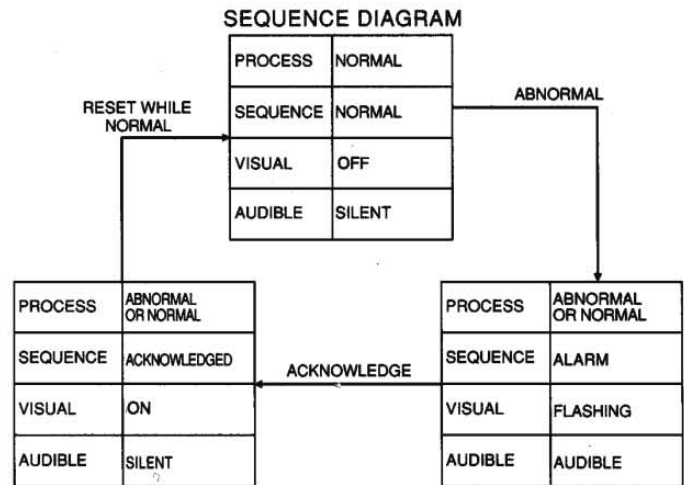 SEQUENCE DIAGRAM
PROCESS NORMAL
SEQUENCE NORMAL
VISUAL OFF
AUDIBLE SILENT
RESET WHILE
NORMAL
ABNORMAL
PROCESS ABNORMAL
OR NORMAL
SEQUENCE ACKNOWLEDGED
VISUAL ON
AUDIBLE SILENT
ACKNOWLEDGE
PROCESS ABNORMAL
OR NORMAL
SEQUENCE ALARM
VISUAL FLASHING
AUDIBLE AUDIBLE